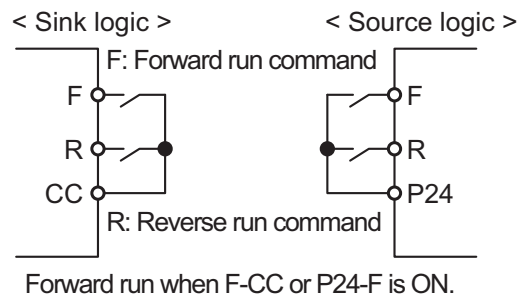 < Sink logic > < Source logic >
F: Forward run command
F F
R R
CC P24
R: Reverse run command
Forward run when F-CC or P24-F is ON.